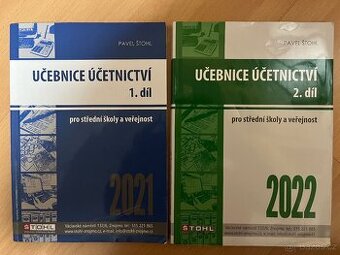 PAVEL ŠTOHL
UČEBNICE ÚČETNICTVÍ
1. díl
pro střední školy a veřejnost
2021
ŠTOHL
PAVEL ŠTOHL
UČEBNICE ÚČETNICTVÍ
2. díl
pro střední školy a veřejnost
2022
ŠTOHL